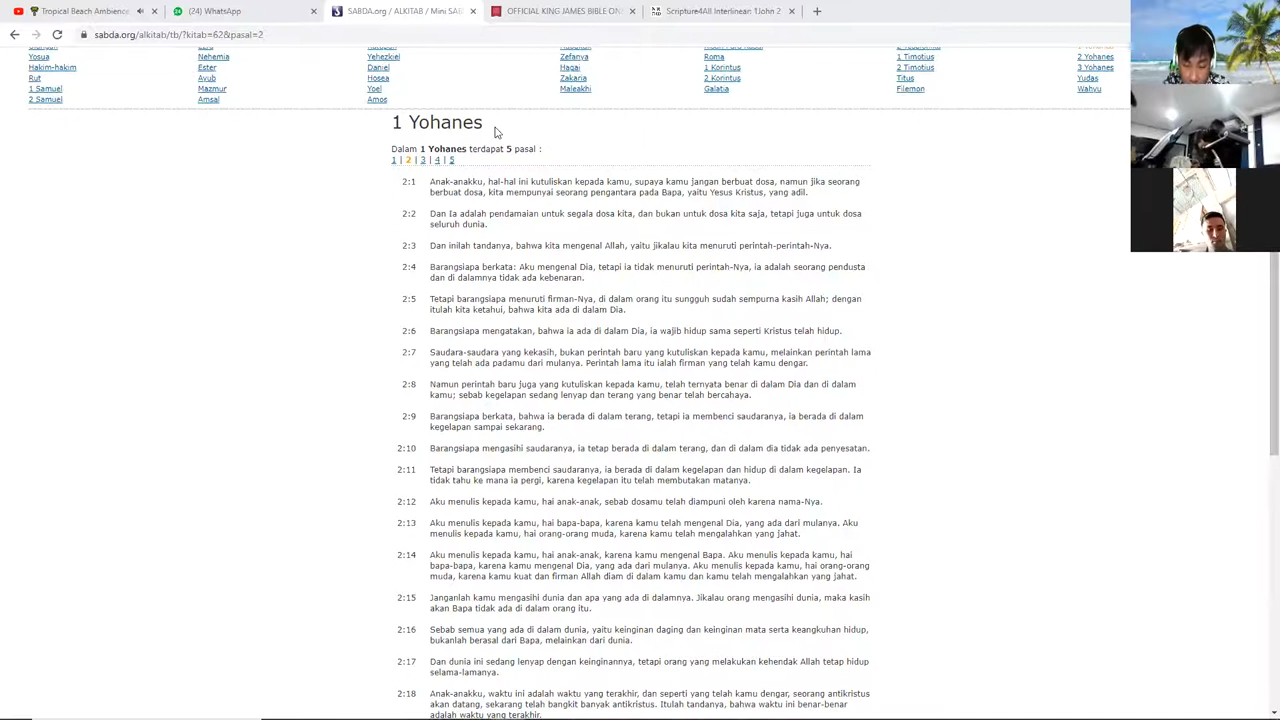 Tropical Beach Ambience
(24) WhatsApp
SABDA.org / ALKITAB / Mini SAB
OFFICIAL KING JAMES BIBLE ON
Scripture4All Interlinean 1John 2
sabda.org/alkitab/tb/?kitab=62&pasal=2
Yosua Nehemia Yehezkiel Zefanya Roma 1 Timotius 2 Yohanes
Hakim-hakim Ester Daniel Hagai 1 Korintus 2 Timotius 3 Yohanes
Rut Ayub Hosea Zakaria 2 Korintus Titus Yudas
1 Samuel Mazmur Yoel Maleakhi Galatia Filemon Wahyu
2 Samuel Amsal Amos
1 Yohanes
Dalam 1 Yohanes terdapat 5 pasal :
1 | 2 | 3 | 4 | 5
2:1 Anak-anakku, hal-hal ini kutuliskan kepada kamu, supaya kamu jangan berbuat dosa, namun jika seorang
berbuat dosa, kita mempunyai seorang pengantara pada Bapa, yaitu Yesus Kristus, yang adil.
2:2 Dan Ia adalah pendamaian untuk segala dosa kita, dan bukan untuk dosa kita saja, tetapi juga untuk dosa
seluruh dunia.
2:3 Dan inilah tandanya, bahwa kita mengenal Allah, yaitu jikalau kita menuruti perintah-perintah-Nya.
2:4 Barangsiapa berkata: Aku mengenal Dia, tetapi ia tidak menuruti perintah-Nya, ia adalah seorang pendusta
dan di dalamnya tidak ada kebenaran.
2:5 Tetapi barangsiapa menuruti firman-Nya, di dalam orang itu sungguh sudah sempurna kasih Allah; dengan
itulah kita ketahui, bahwa kita ada di dalam Dia.
2:6 Barangsiapa mengatakan, bahwa ia ada di dalam Dia, ia wajib hidup sama seperti Kristus telah hidup.
2:7 Saudara-saudara yang kekasih, bukan perintah baru yang kutuliskan kepada kamu, melainkan perintah lama
yang telah ada padamu dari mulanya. Perintah lama itu ialah firman yang telah kamu dengar.
2:8 Namun perintah baru juga yang kutuliskan kepada kamu, telah ternyata benar di dalam Dia dan di dalam
kamu; sebab kegelapan sedang lenyap dan terang yang benar telah bercahaya.
2:9 Barangsiapa berkata, bahwa ia berada di dalam terang, tetapi ia membenci saudaranya, ia berada di dalam
kegelapan sampai sekarang.
2:10 Barangsiapa mengasihi saudaranya, ia tetap berada di dalam terang, dan di dalam dia tidak ada penyesatan.
2:11 Tetapi barangsiapa membenci saudaranya, ia berada di dalam kegelapan dan hidup di dalam kegelapan. Ia
tidak tahu ke mana ia pergi, karena kegelapan itu telah membutakan matanya.
2:12 Aku menulis kepada kamu, hai anak-anak, sebab dosamu telah diampuni oleh karena nama-Nya.
2:13 Aku menulis kepada kamu, hai bapa-bapa, karena kamu telah mengenal Dia, yang ada dari mulanya. Aku
menulis kepada kamu, hai orang-orang muda, karena kamu telah mengalahkan yang jahat.
2:14 Aku menulis kepada kamu, hai anak-anak, karena kamu mengenal Bapa. Aku menulis kepada kamu, hai
bapa-bapa, karena kamu mengenal Dia, yang ada dari mulanya. Aku menulis kepada kamu, hai orang-orang
muda, karena kamu kuat dan firman Allah diam di dalam kamu dan kamu telah mengalahkan yang jahat.
2:15 Janganlah kamu mengasihi dunia dan apa yang ada di dalamnya. Jikalau orang mengasihi dunia, maka kasih
akan Bapa tidak ada di dalam orang itu.
2:16 Sebab semua yang ada di dalam dunia, yaitu keinginan daging dan keinginan mata serta keangkuhan hidup,
bukanlah berasal dari Bapa, melainkan dari dunia.
2:17 Dan dunia ini sedang lenyap dengan keinginannya, tetapi orang yang melakukan kehendak Allah tetap hidup
selama-lamanya.
2:18 Anak-anakku, waktu ini adalah waktu yang terakhir, dan seperti yang telah kamu dengar, seorang antikristus
akan datang, sekarang telah bangkit banyak antikristus. Itulah tandanya, bahwa waktu ini benar-benar
adalah waktu yang terakhir.